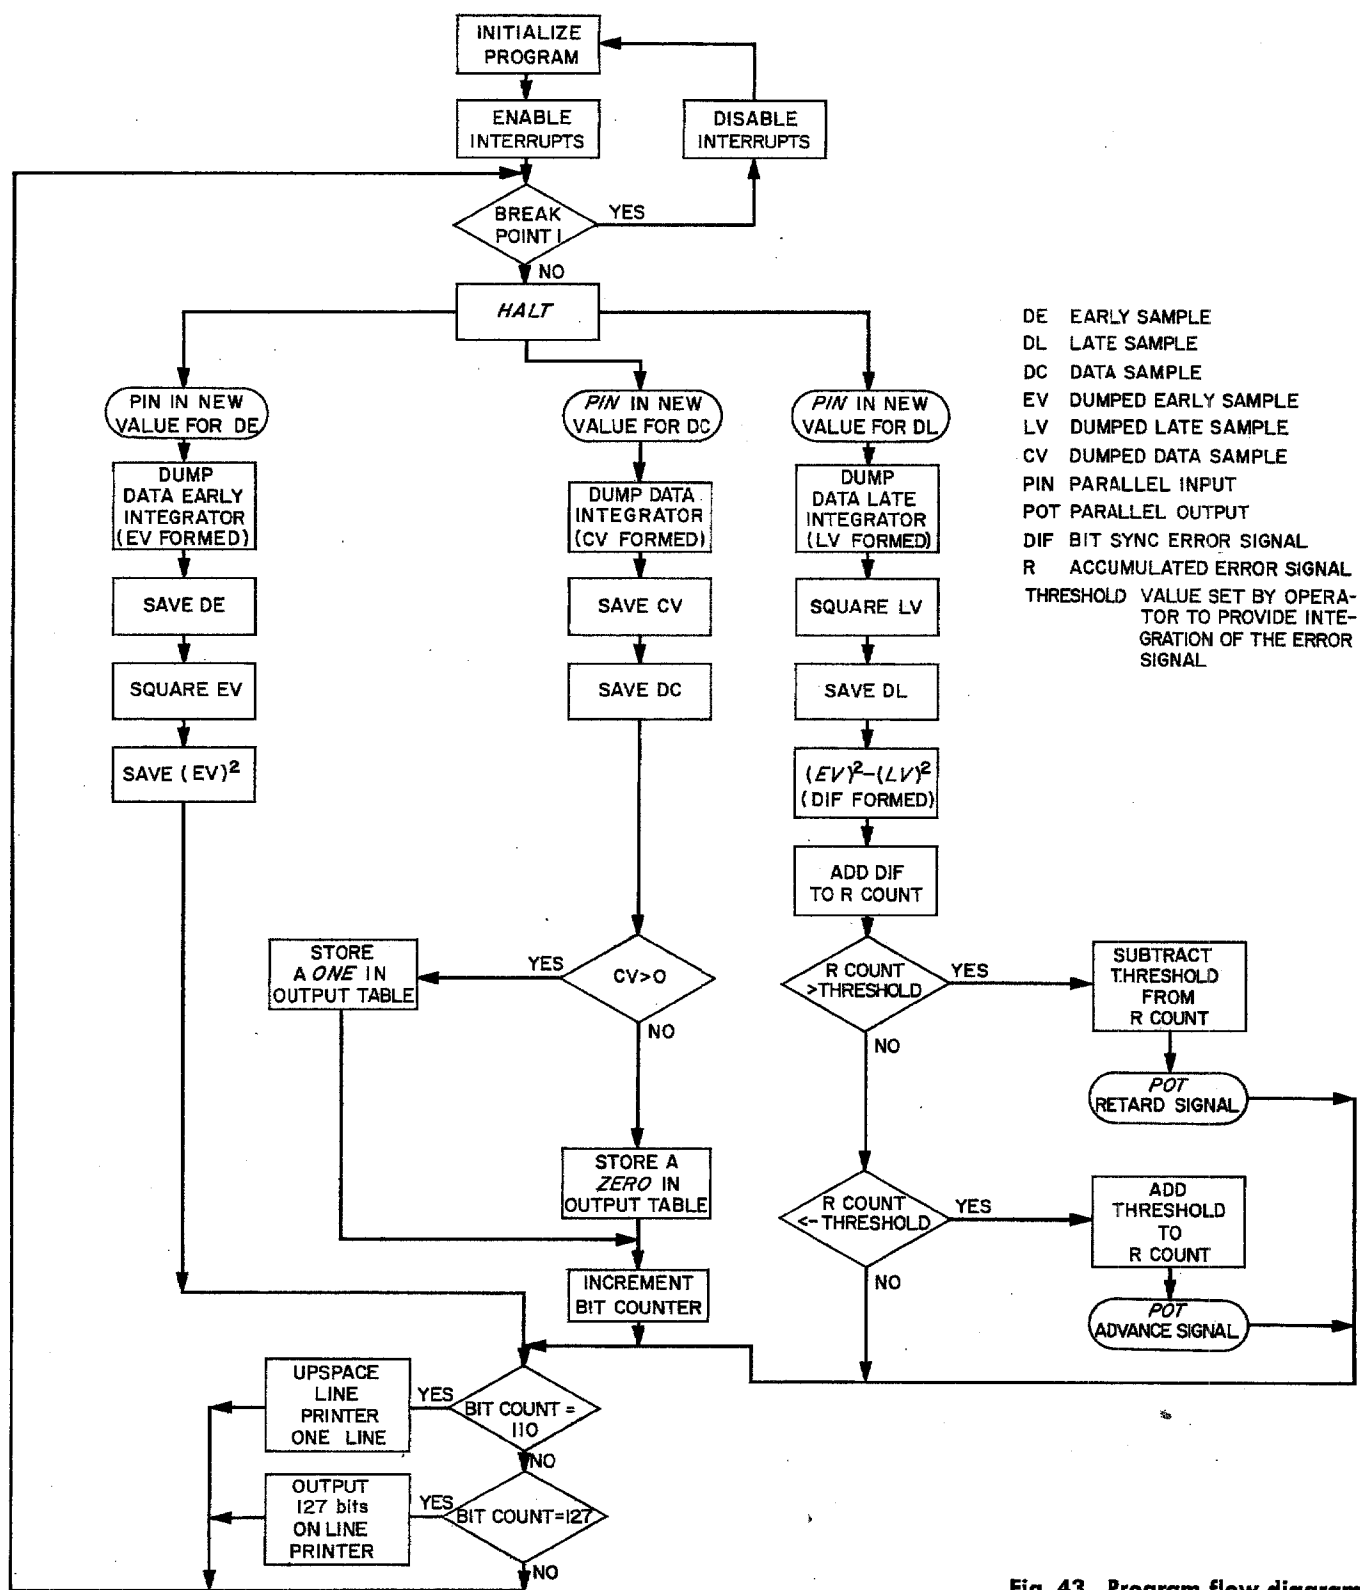 INITIALIZE
PROGRAM
ENABLE
INTERRUPTS
DISABLE
INTERRUPTS
BREAK
POINT 1
YES
NO
HALT
PIN IN NEW
VALUE FOR DE
DUMP
DATA EARLY
INTEGRATOR
(EV FORMED)
SAVE DE
SQUARE EV
SAVE (EV)²
PIN IN NEW
VALUE FOR DC
DUMP DATA
INTEGRATOR
(CV FORMED)
SAVE CV
SAVE DC
CV>0
YES
NO
STORE
A ONE IN
OUTPUT TABLE
STORE A
ZERO IN
OUTPUT TABLE
INCREMENT
BIT COUNTER
PIN IN NEW
VALUE FOR DL
DUMP
DATA LATE
INTEGRATOR
(LV FORMED)
SQUARE LV
SAVE DL
(EV)²-(LV)²
(DIF FORMED)
ADD DIF
TO R COUNT
R COUNT
>THRESHOLD
YES
NO
SUBTRACT
THRESHOLD
FROM
R COUNT
POT
RETARD SIGNAL
R COUNT
<-THRESHOLD
YES
NO
ADD
THRESHOLD
TO
R COUNT
POT
ADVANCE SIGNAL
BIT COUNT =
110
YES
NO
UPSPACE
LINE
PRINTER
ONE LINE
BIT COUNT=127
YES
NO
OUTPUT
127 bits
ON LINE
PRINTER
DE EARLY SAMPLE
DL LATE SAMPLE
DC DATA SAMPLE
EV DUMPED EARLY SAMPLE
LV DUMPED LATE SAMPLE
CV DUMPED DATA SAMPLE
PIN PARALLEL INPUT
POT PARALLEL OUTPUT
DIF BIT SYNC ERROR SIGNAL
R ACCUMULATED ERROR SIGNAL
THRESHOLD VALUE SET BY OPERA-
TOR TO PROVIDE INTE-
GRATION OF THE ERROR
SIGNAL
Fig. 43. Program flow diagram